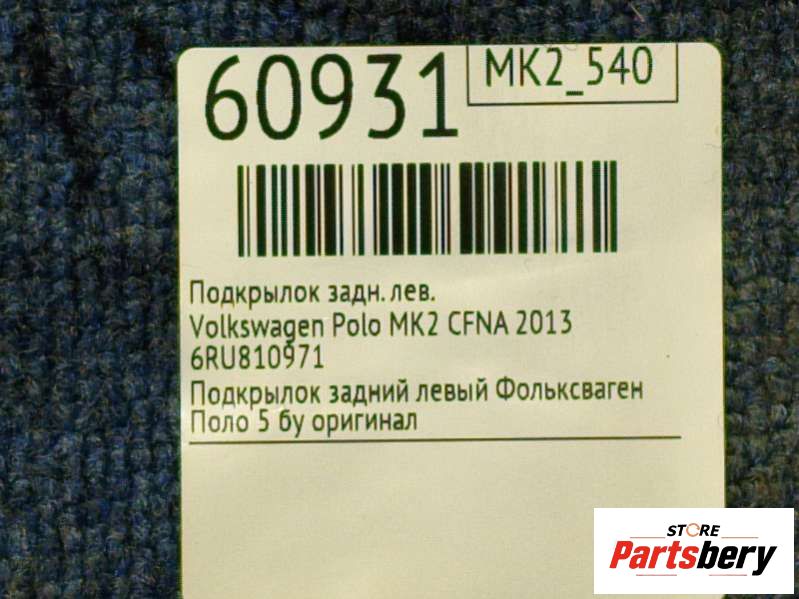 60931
MK2_540
Подкрылок задн. лев.
Volkswagen Polo MK2 CFNA 2013
6RU810971
Подкрылок задний левый Фольксваген
Поло 5 бу оригинал
STORE
Partsbery